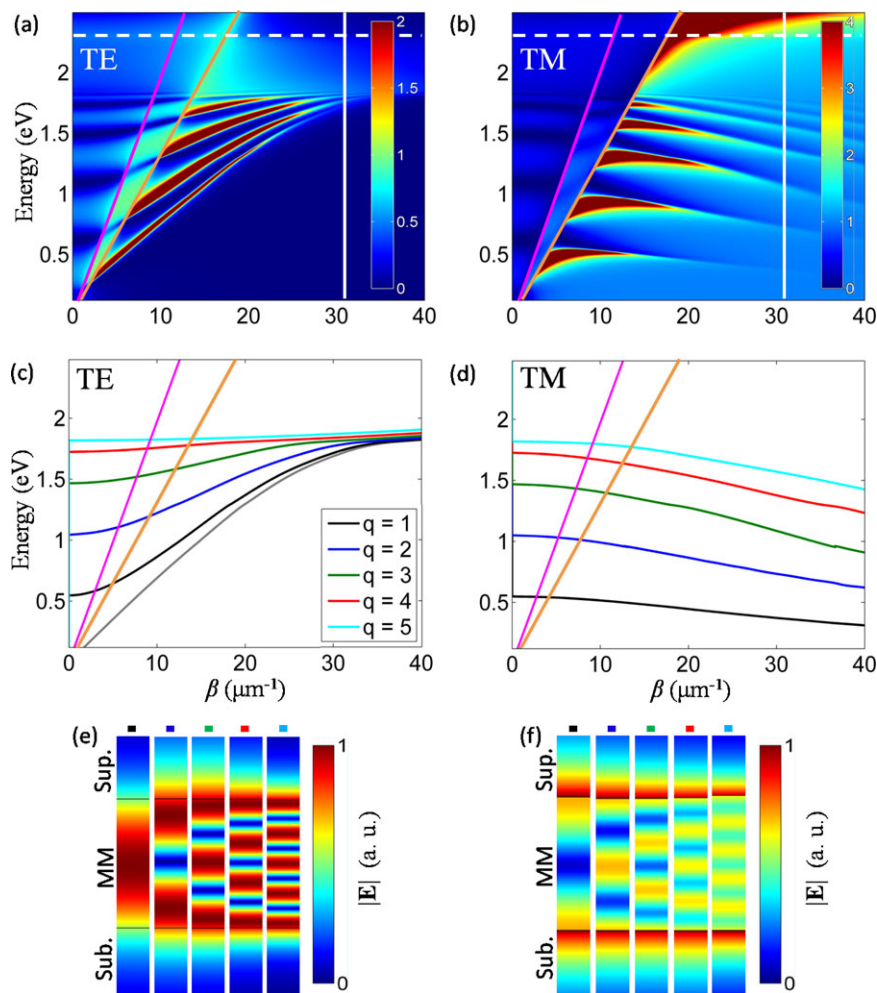 (a)
TE
Energy (eV)
2
1.5
1
0.5
0 10 20 30 40
2
1.5
1
0.5
0
(b)
TM
Energy (eV)
2
1.5
1
0.5
0 10 20 30 40
4
3
2
1
0
(c)
TE
Energy (eV)
2
1.5
1
0.5
0 10 20 30 40
β (μm-1)
q = 1
q = 2
q = 3
q = 4
q = 5
(d)
TM
Energy (eV)
2
1.5
1
0.5
0 10 20 30 40
β (μm-1)
(e)
Sup.
MM
Sub.
1
0
|E| (a. u.)
(f)
Sup.
MM
Sub.
1
0
|E| (a. u.)